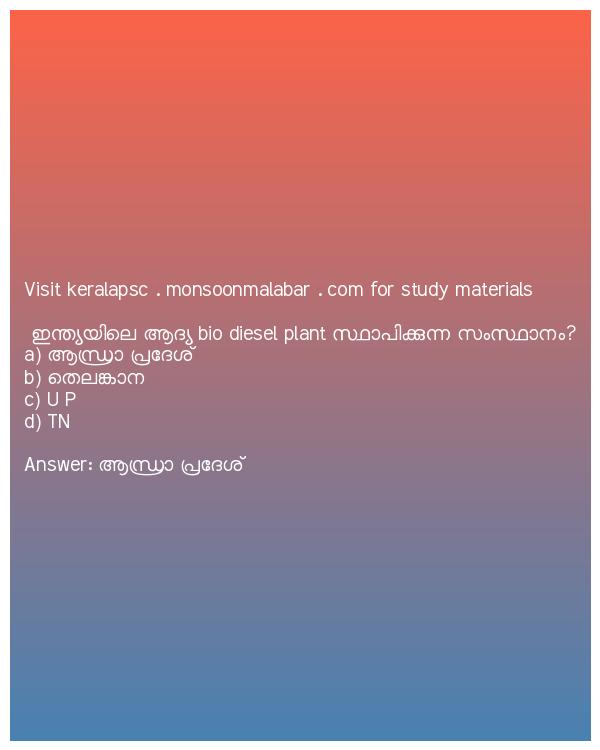 Visit keralapsc . monsoonmalabar . com for study materials
ഇന്ത്യയിലെ ആദ്യ bio diesel plant സ്ഥാപിക്കുന്ന സംസ്ഥാനം?
a) ആന്ധ്രാ പ്രദേശ്
b) തെലങ്കാന
c) U P
d) TN
Answer: ആന്ധ്രാ പ്രദേശ്